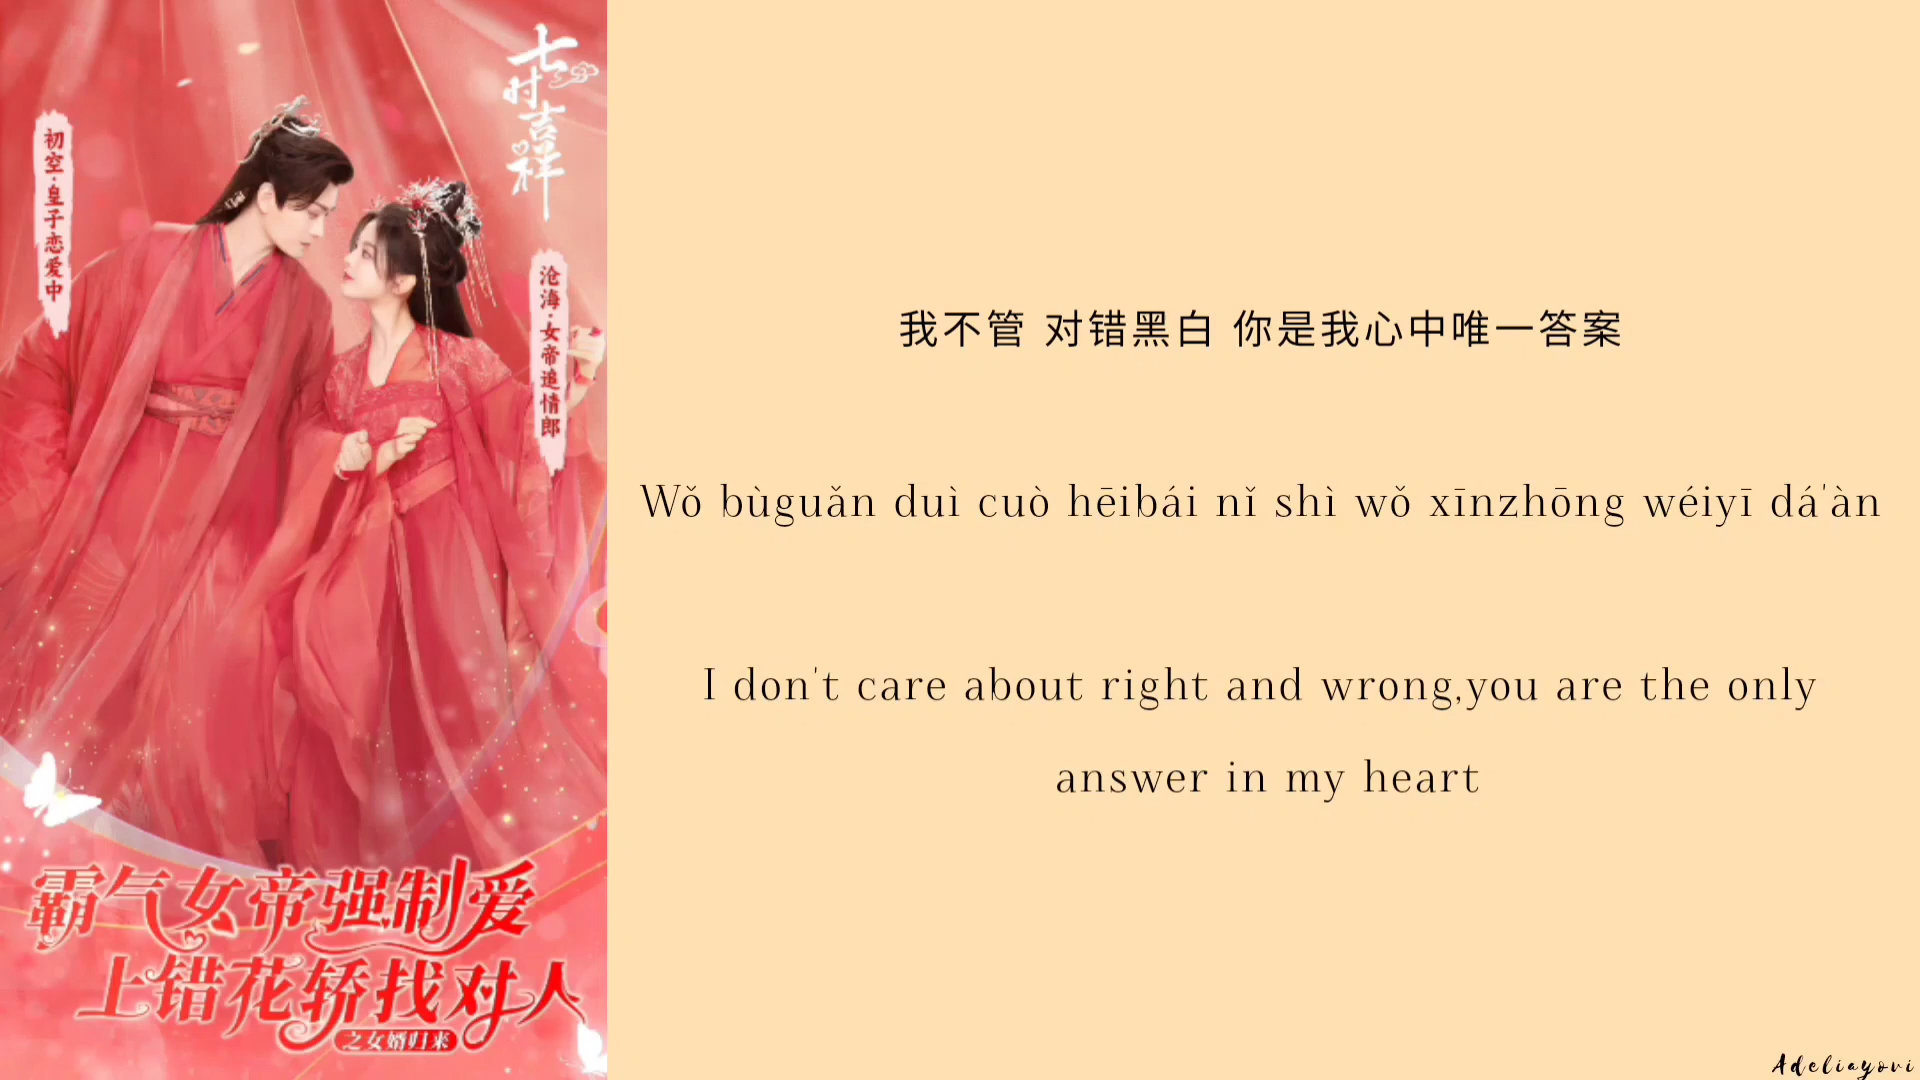 七时吉祥
初空·皇子恋爱中
沧海·女帝追情郎
霸气女帝强制爱
上错花轿找对人
之女婿归来
我不管 对错黑白 你是我心中唯一答案
Wǒ bùguǎn duì cuò hēibái nǐ shì wǒ xīnzhōng wéiyī dá'àn
I don't care about right and wrong,you are the only
answer in my heart
Adeliayovi